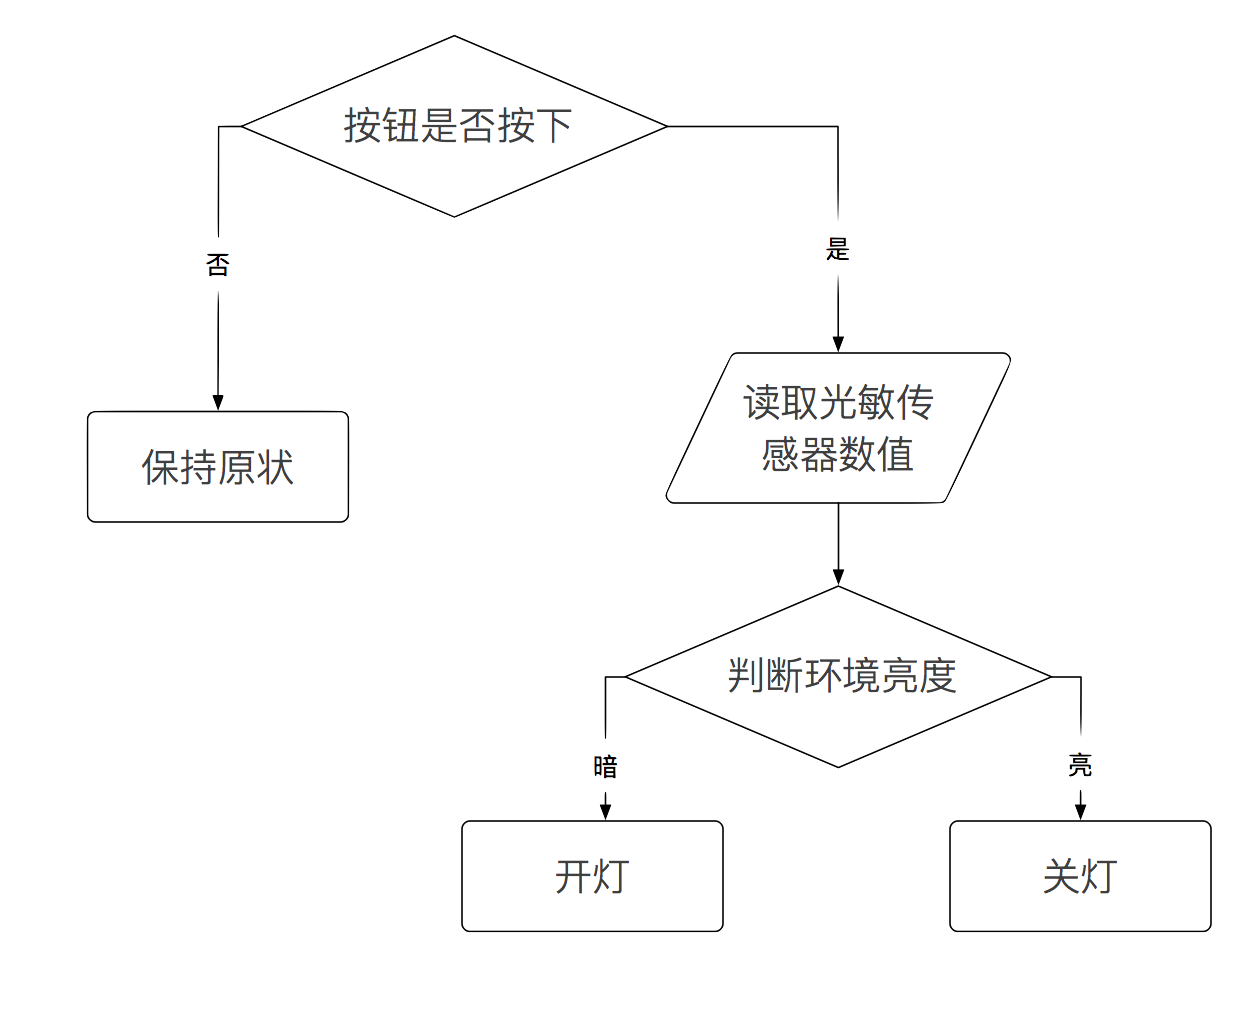 按钮是否按下
否
是
保持原状
读取光敏传
感器数值
判断环境亮度
暗
亮
开灯
关灯